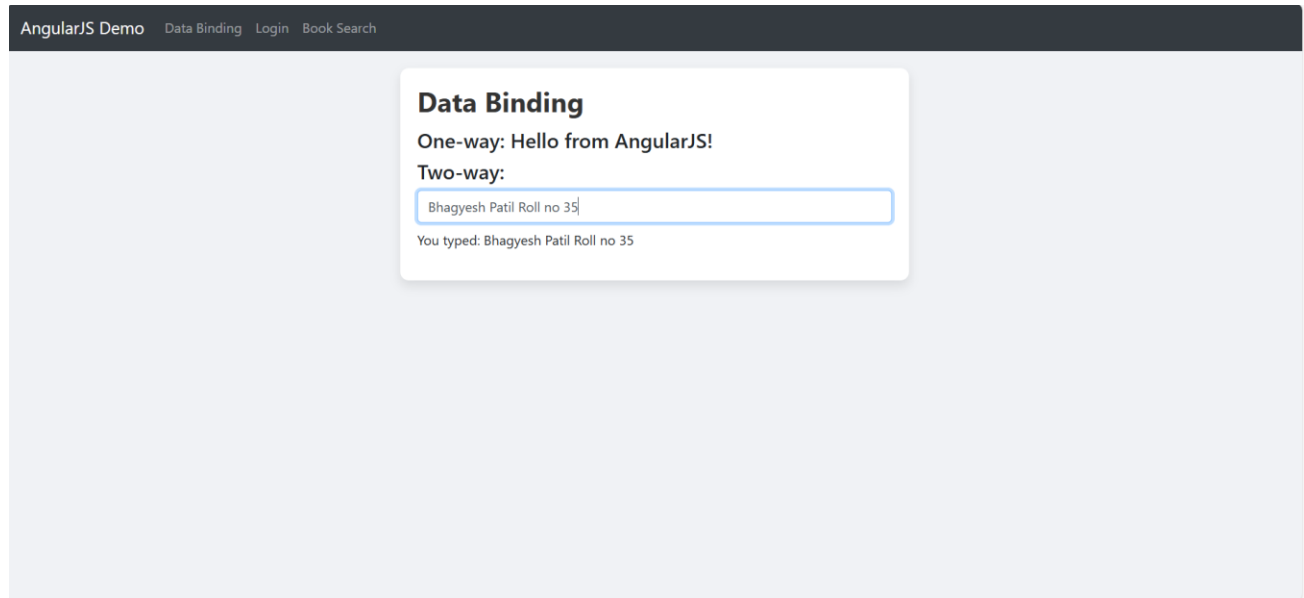 AngularJS Demo Data Binding Login Book Search
Data Binding
One-way: Hello from AngularJS!
Two-way:
Bhagyesh Patil Roll no 35
You typed: Bhagyesh Patil Roll no 35